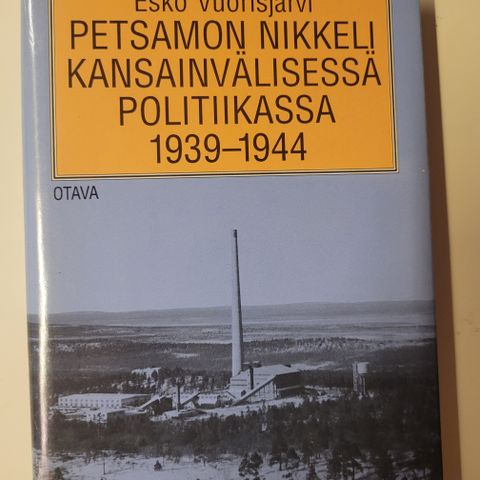 Esko Vuorisjärvi
PETSAMON NIKKELI
KANSAINVÄLISESSÄ
POLITIIKASSA
1939–1944
OTAVA